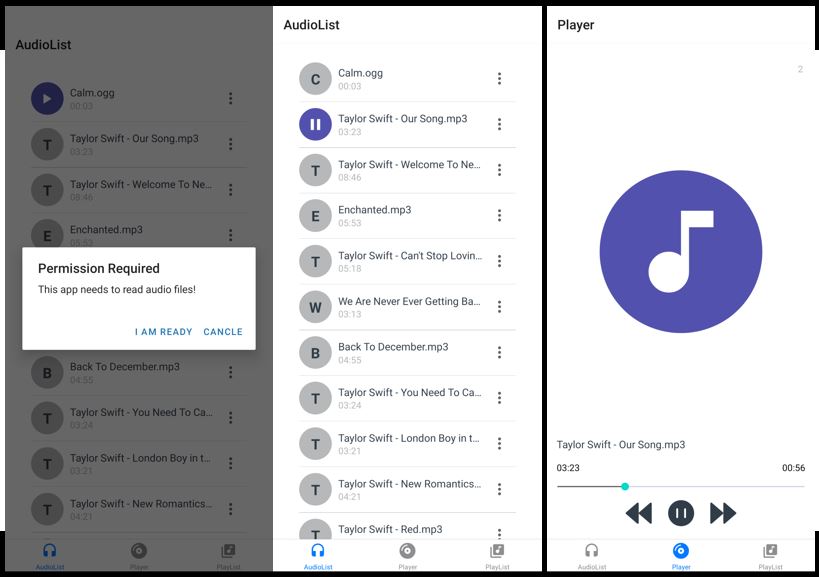 AudioList
Calm.ogg
00:03
T
Taylor Swift - Our Song.mp3
03:23
T
Taylor Swift - Welcome To Ne...
08:46
E
Enchanted.mp3
05:53
Permission Required
This app needs to read audio files!
I AM READY CANCLE
B
Back To December.mp3
04:55
T
Taylor Swift - You Need To Ca...
03:24
T
Taylor Swift - London Boy in t...
03:21
T
Taylor Swift - New Romantics...
04:21
AudioList Player PlayList
AudioList
C
Calm.ogg
00:03
Taylor Swift - Our Song.mp3
03:23
T
Taylor Swift - Welcome To Ne...
08:46
E
Enchanted.mp3
05:53
T
Taylor Swift - Can't Stop Lovin...
05:18
W
We Are Never Ever Getting Ba...
03:13
B
Back To December.mp3
04:55
T
Taylor Swift - You Need To Ca...
03:24
T
Taylor Swift - London Boy in t...
03:21
T
Taylor Swift - New Romantics...
04:21
T
Taylor Swift - Red.mp3
AudioList Player PlayList
Player
2
Taylor Swift - Our Song.mp3
03:23 00:56
AudioList Player PlayList